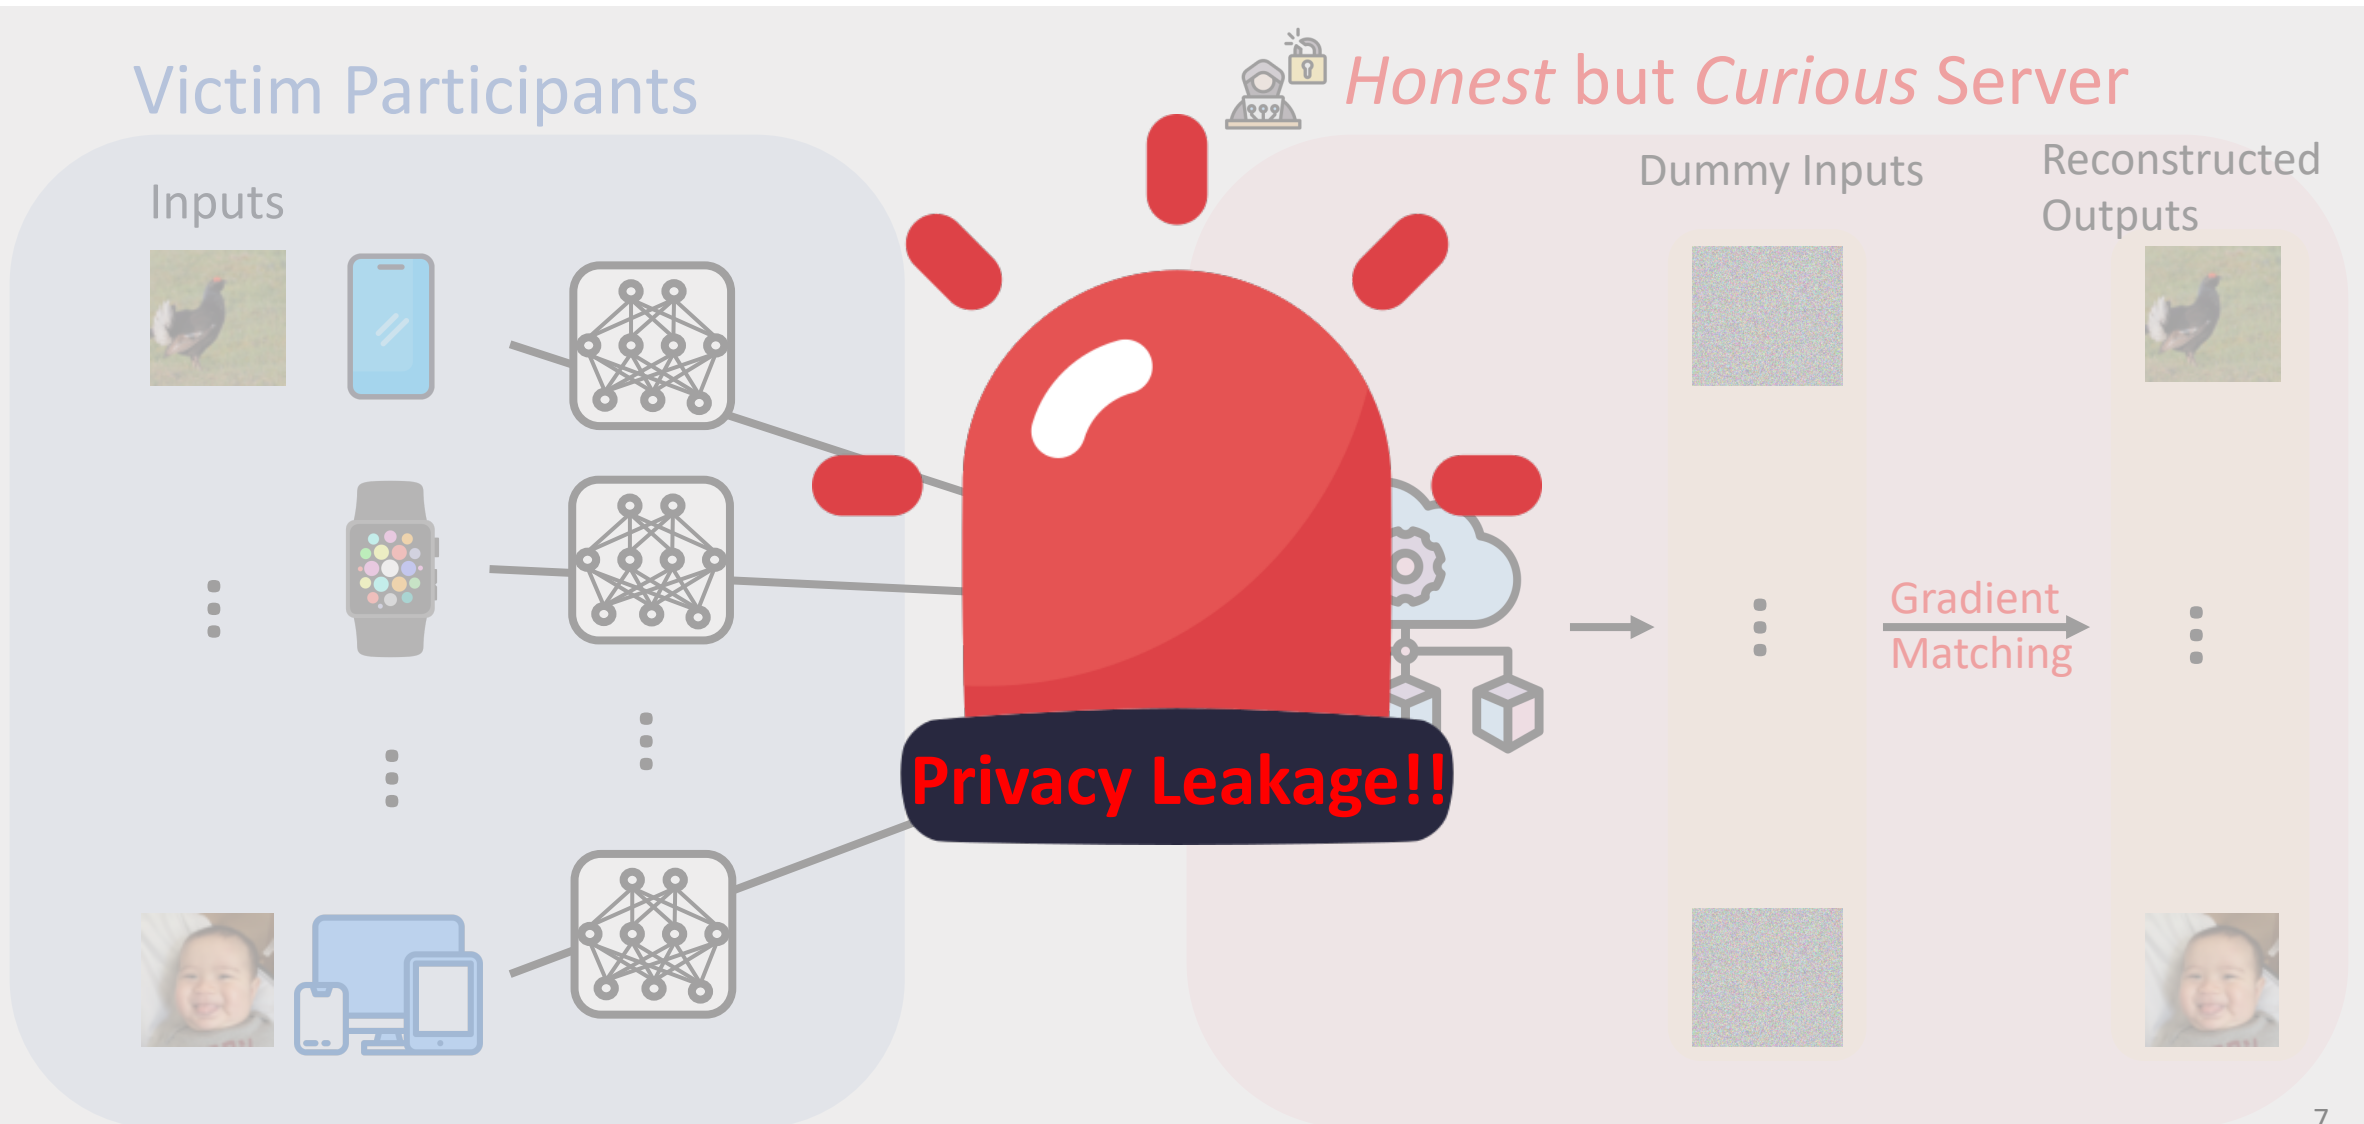 Victim Participants
Honest but Curious Server
Inputs
Dummy Inputs
Reconstructed
Outputs
Gradient
Matching
Privacy Leakage!!
7